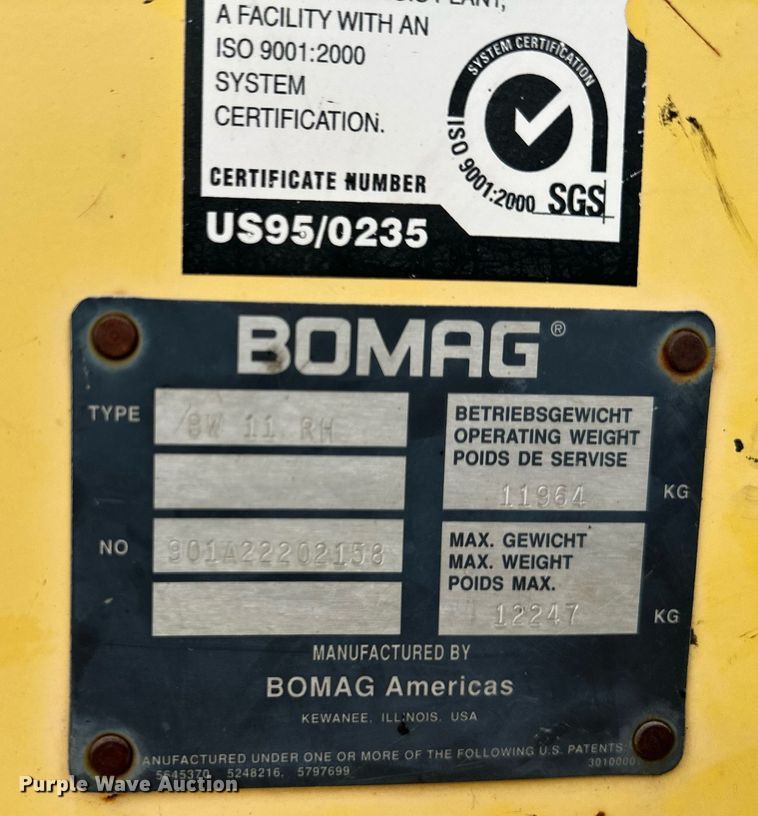 PLANT,
A FACILITY WITH AN
ISO 9001:2000
SYSTEM
CERTIFICATION.
SYSTEM CERTIFICATION
ISO 9001:2000
SGS
CERTIFICATE NUMBER
US95/0235
BOMAG®
TYPE
BW 11 RH
BETRIEBSGEWICHT
OPERATING WEIGHT
POIDS DE SERVISE
11964 KG
NO
901A22202158
MAX. GEWICHT
MAX. WEIGHT
POIDS MAX.
12247 KG
MANUFACTURED BY
BOMAG Americas
KEWANEE, ILLINOIS. USA
ANUFACTURED UNDER ONE OR MORE OF THE FOLLOWING U.S. PATENTS:
5645370, 5248216, 5797699
3010000
Purple Wave Auction